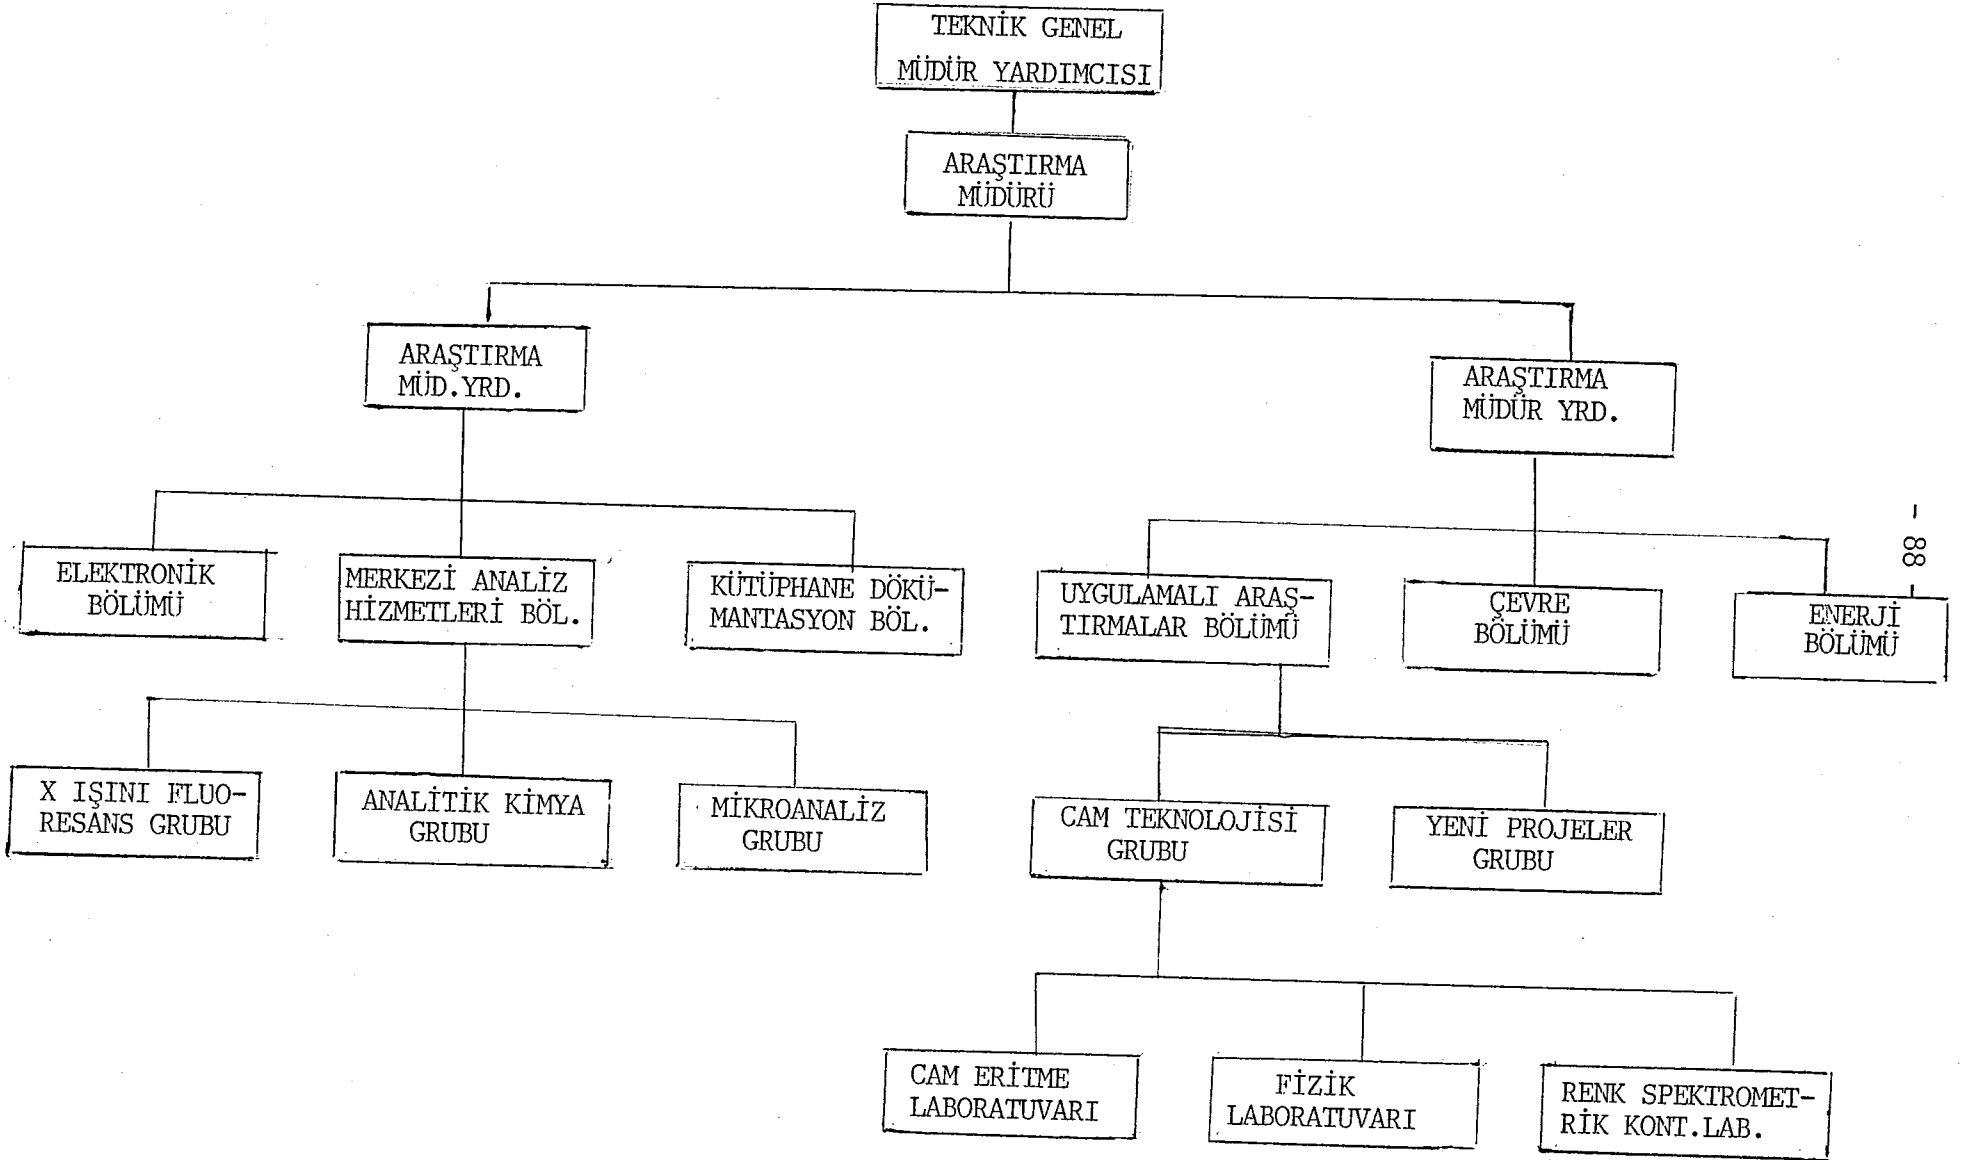 TEKNİK GENEL
MÜDÜR YARDIMCISI
ARAŞTIRMA
MÜDÜRÜ
ARAŞTIRMA
MÜD.YRD.
ARAŞTIRMA
MÜDÜR YRD.
- 88 -
ELEKTRONİK
BÖLÜMÜ
MERKEZİ ANALİZ
HİZMETLERİ BÖL.
KÜTÜPHANE DÖKÜ-
MANTASYON BÖL.
UYGULAMALI ARAŞ-
TIRMALAR BÖLÜMÜ
ÇEVRE
BÖLÜMÜ
ENERJİ
BÖLÜMÜ
X IŞINI FLUO-
RESANS GRUBU
ANALİTİK KİMYA
GRUBU
MİKROANALİZ
GRUBU
CAM TEKNOLOJİSİ
GRUBU
YENİ PROJELER
GRUBU
CAM ERİTME
LABORATUVARI
FİZİK
LABORATUVARI
RENK SPEKTROMET-
RİK KONT.LAB.